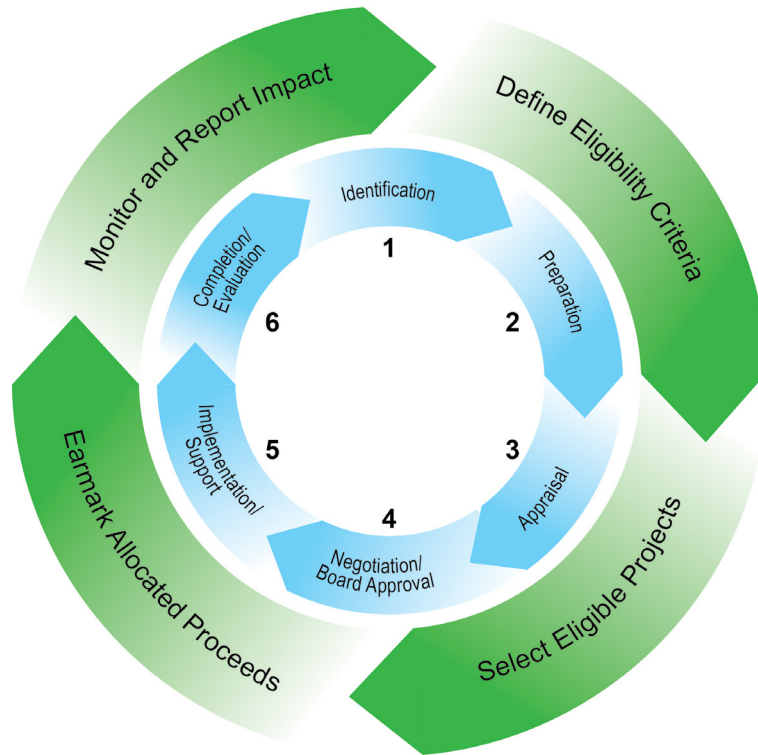 Define Eligibility Criteria
Select Eligible Projects
Earmark Allocated Proceeds
Monitor and Report Impact
Identification
1
Preparation
2
Appraisal
3
Negotiation/
Board Approval
4
Implementation/
Support
5
Completion/
Evaluation
6